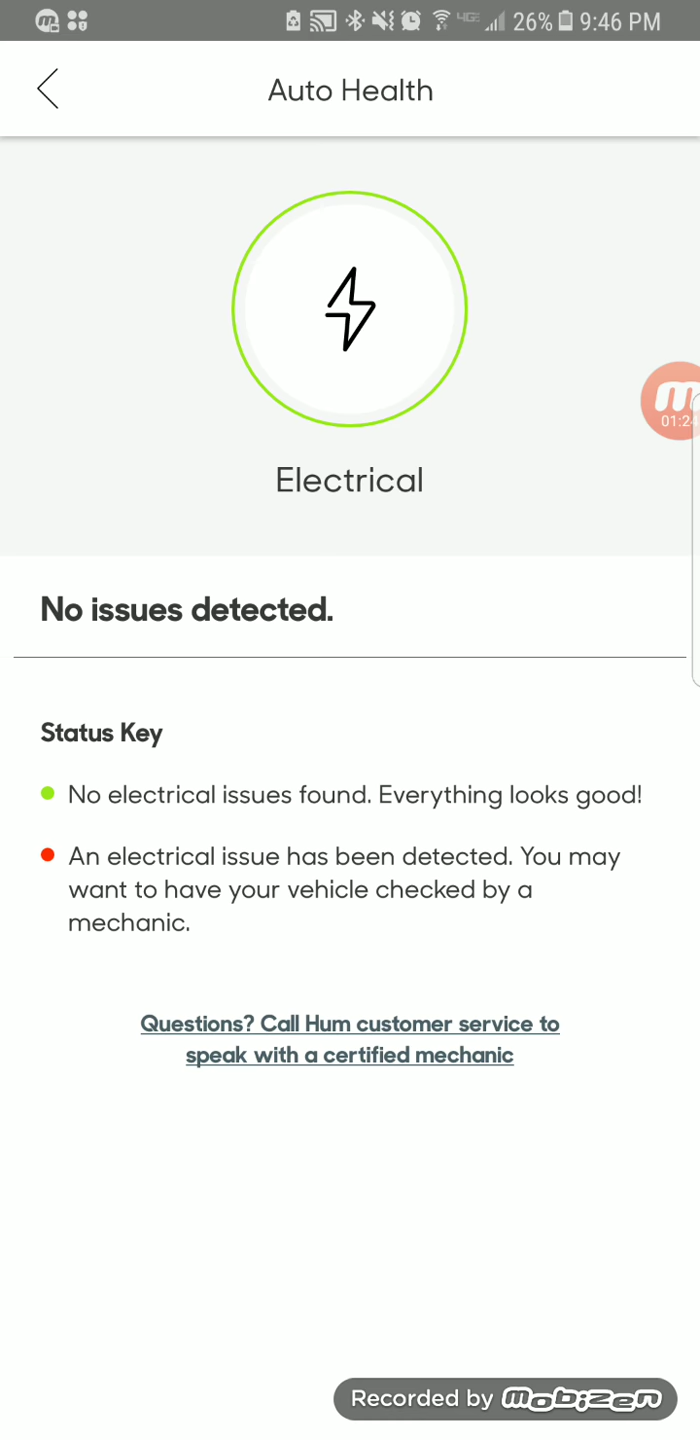 26% 9:46 PM
Auto Health
01:24
Electrical
No issues detected.
Status Key
No electrical issues found. Everything looks good!
An electrical issue has been detected. You may
want to have your vehicle checked by a
mechanic.
Questions? Call Hum customer service to
speak with a certified mechanic
Recorded by mobizen